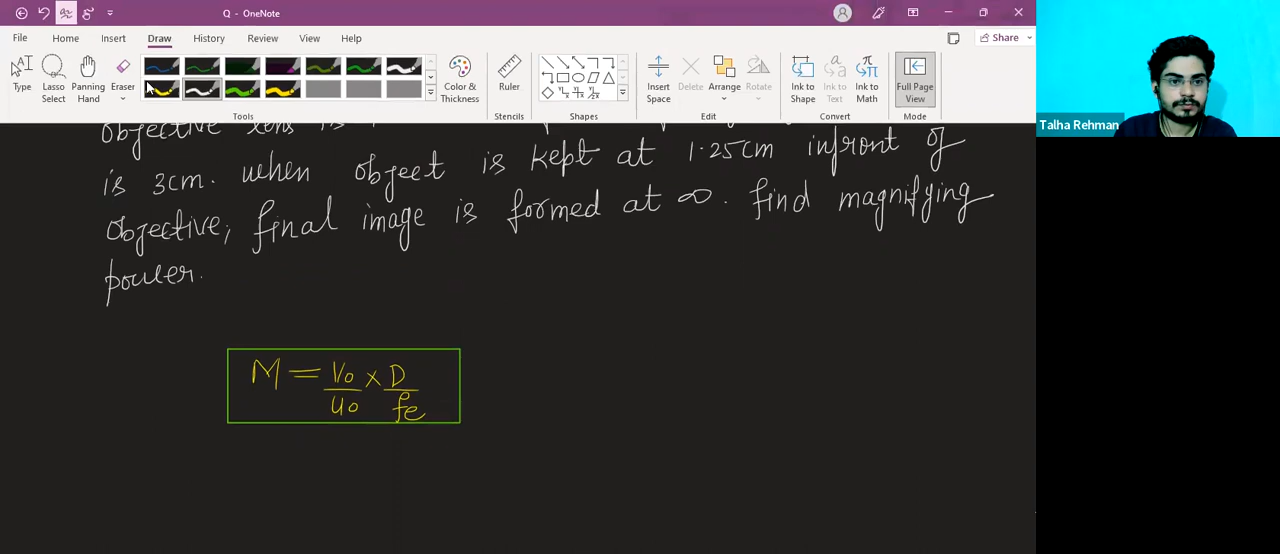 Q - OneNote
File Home Insert Draw History Review View Help Share
Type Lasso Select Panning Hand Eraser Color & Thickness Ruler Insert Space Delete Arrange Rotate Ink to Shape Ink to Text Ink to Math Full Page View
Tools Stencils Shapes Edit Convert Mode
Talha Rehman
objective lens is
is 3cm. when object is kept at 1.25cm infront of
objective, final image is formed at ∞. find magnifying
power.
M = Vo/uo × D/fe